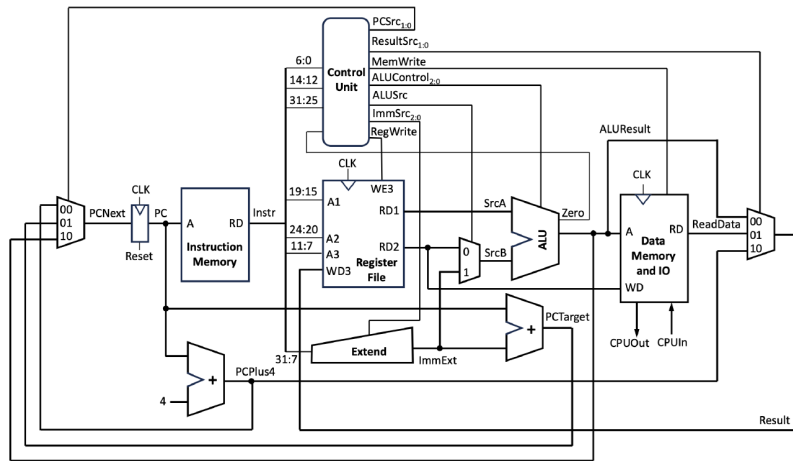 PCSrc1:0
ResultSrc1:0
6:0
MemWrite
14:12
Control
Unit
ALUControl2:0
31:25
ALUSrc
ImmSrc2:0
RegWrite
ALUResult
CLK
CLK
CLK
19:15
A1
WE3
SrcA
Zero
00
01
10
PCNext
PC
A
RD
Instr
RD1
ALU
Instruction
Memory
24:20
A2
11:7
A3
RD2
0
1
SrcB
A
RD
ReadData
Data
Memory
and IO
00
01
10
Reset
WD3
Register
File
WD
PCTarget
+
CPUOut
CPUIn
31:7
Extend
ImmExt
+
PCPlus4
4
Result